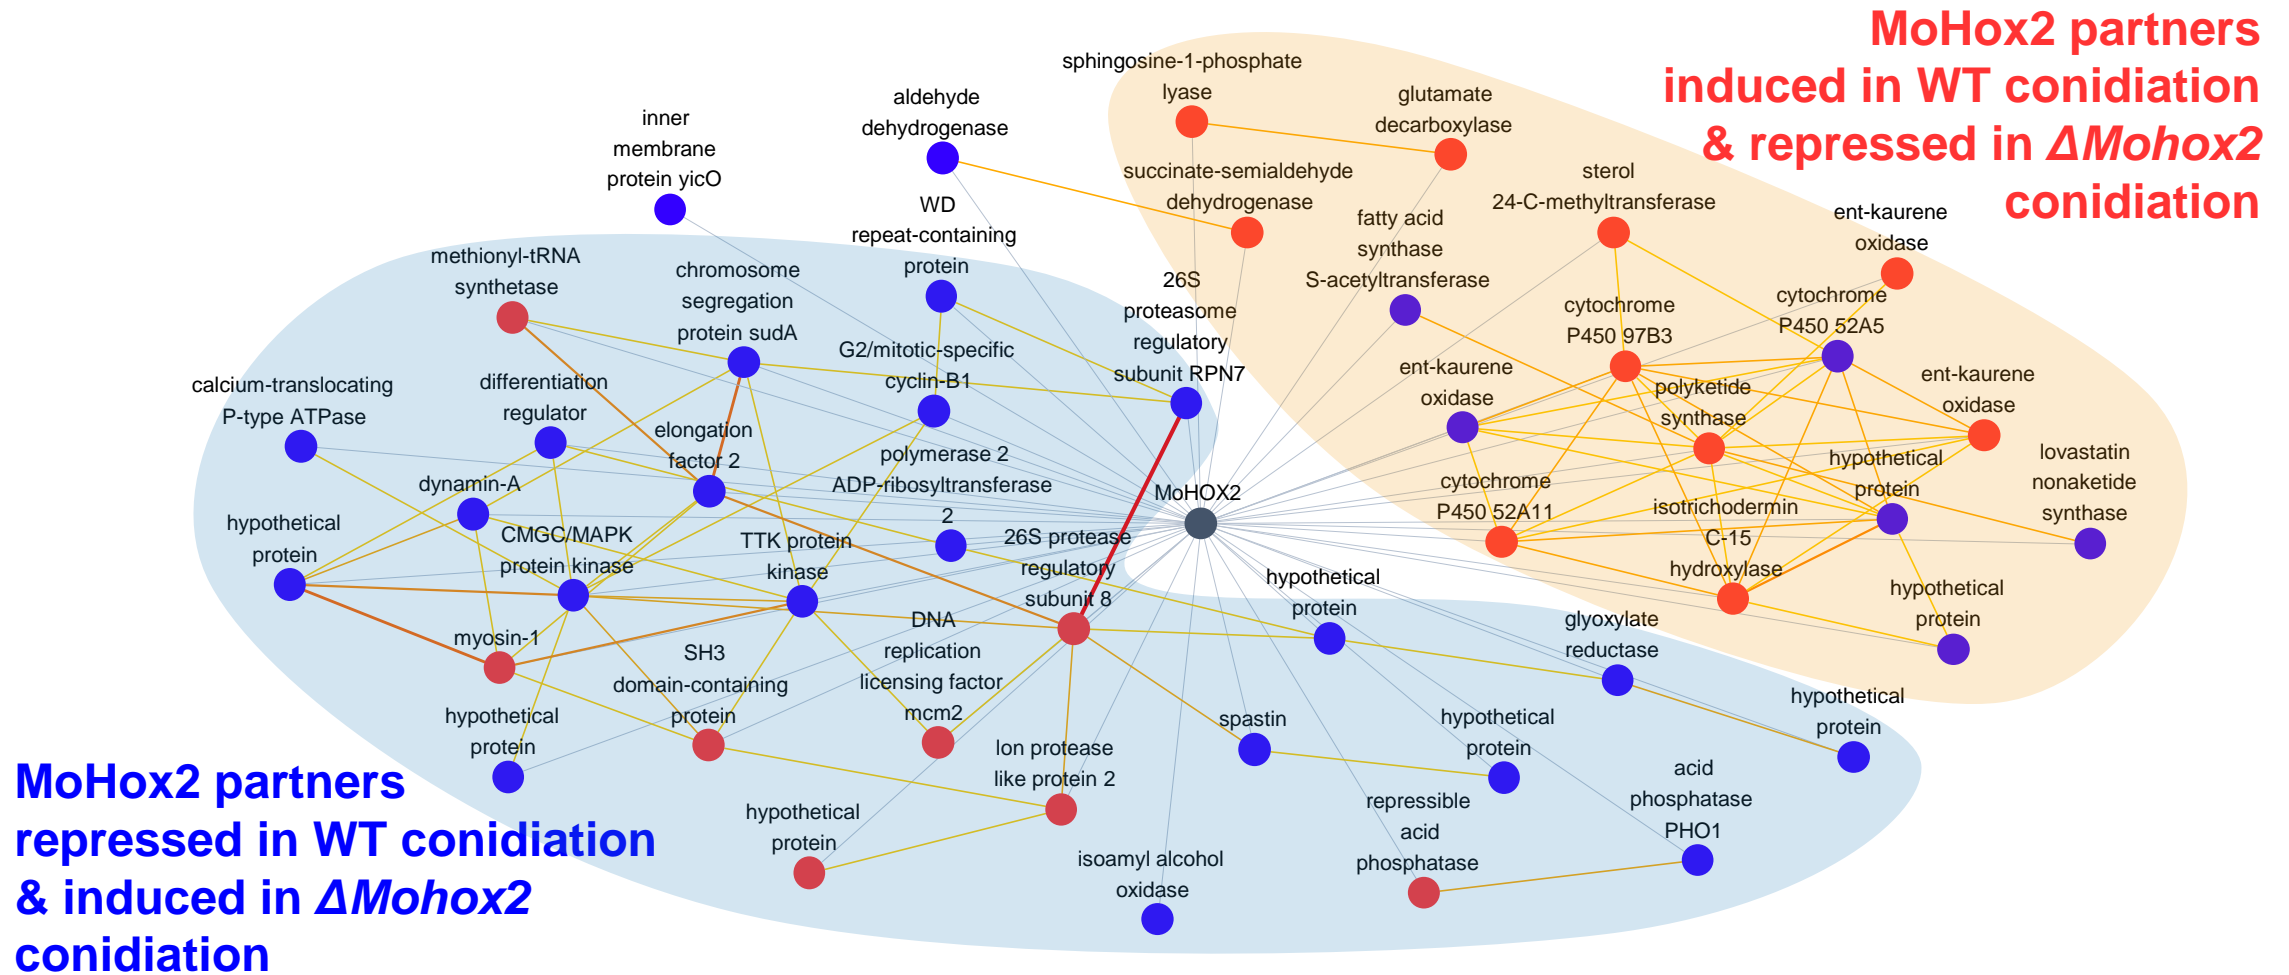 MoHox2 partners
induced in WT conidiation
& repressed in ΔMohox2
conidiation
sphingosine-1-phosphate
lyase
glutamate
decarboxylase
aldehyde
dehydrogenase
inner
membrane
protein yicO
succinate-semialdehyde
dehydrogenase
sterol
24-C-methyltransferase
fatty acid
synthase
S-acetyltransferase
ent-kaurene
oxidase
WD
repeat-containing
protein
methionyl-tRNA
synthetase
chromosome
segregation
protein sudA
26S
proteasome
regulatory
subunit RPN7
cytochrome
P450 97B3
cytochrome
P450 52A5
G2/mitotic-specific
cyclin-B1
calcium-translocating
P-type ATPase
differentiation
regulator
ent-kaurene
oxidase
polyketide
synthase
ent-kaurene
oxidase
elongation
factor 2
polymerase 2
ADP-ribosyltransferase
2
dynamin-A
MoHOX2
cytochrome
P450 52A11
hypothetical
protein
lovastatin
nonaketide
synthase
isotrichodermin
C-15
hydroxylase
hypothetical
protein
CMGC/MAPK
protein kinase
TTK protein
kinase
26S protease
regulatory
subunit 8
hypothetical
protein
hypothetical
protein
glyoxylate
reductase
myosin-1
SH3
domain-containing
protein
DNA
replication
licensing factor
mcm2
hypothetical
protein
hypothetical
protein
spastin
hypothetical
protein
lon protease
like protein 2
acid
phosphatase
PHO1
repressible
acid
phosphatase
hypothetical
protein
isoamyl alcohol
oxidase
MoHox2 partners
repressed in WT conidiation
& induced in ΔMohox2
conidiation